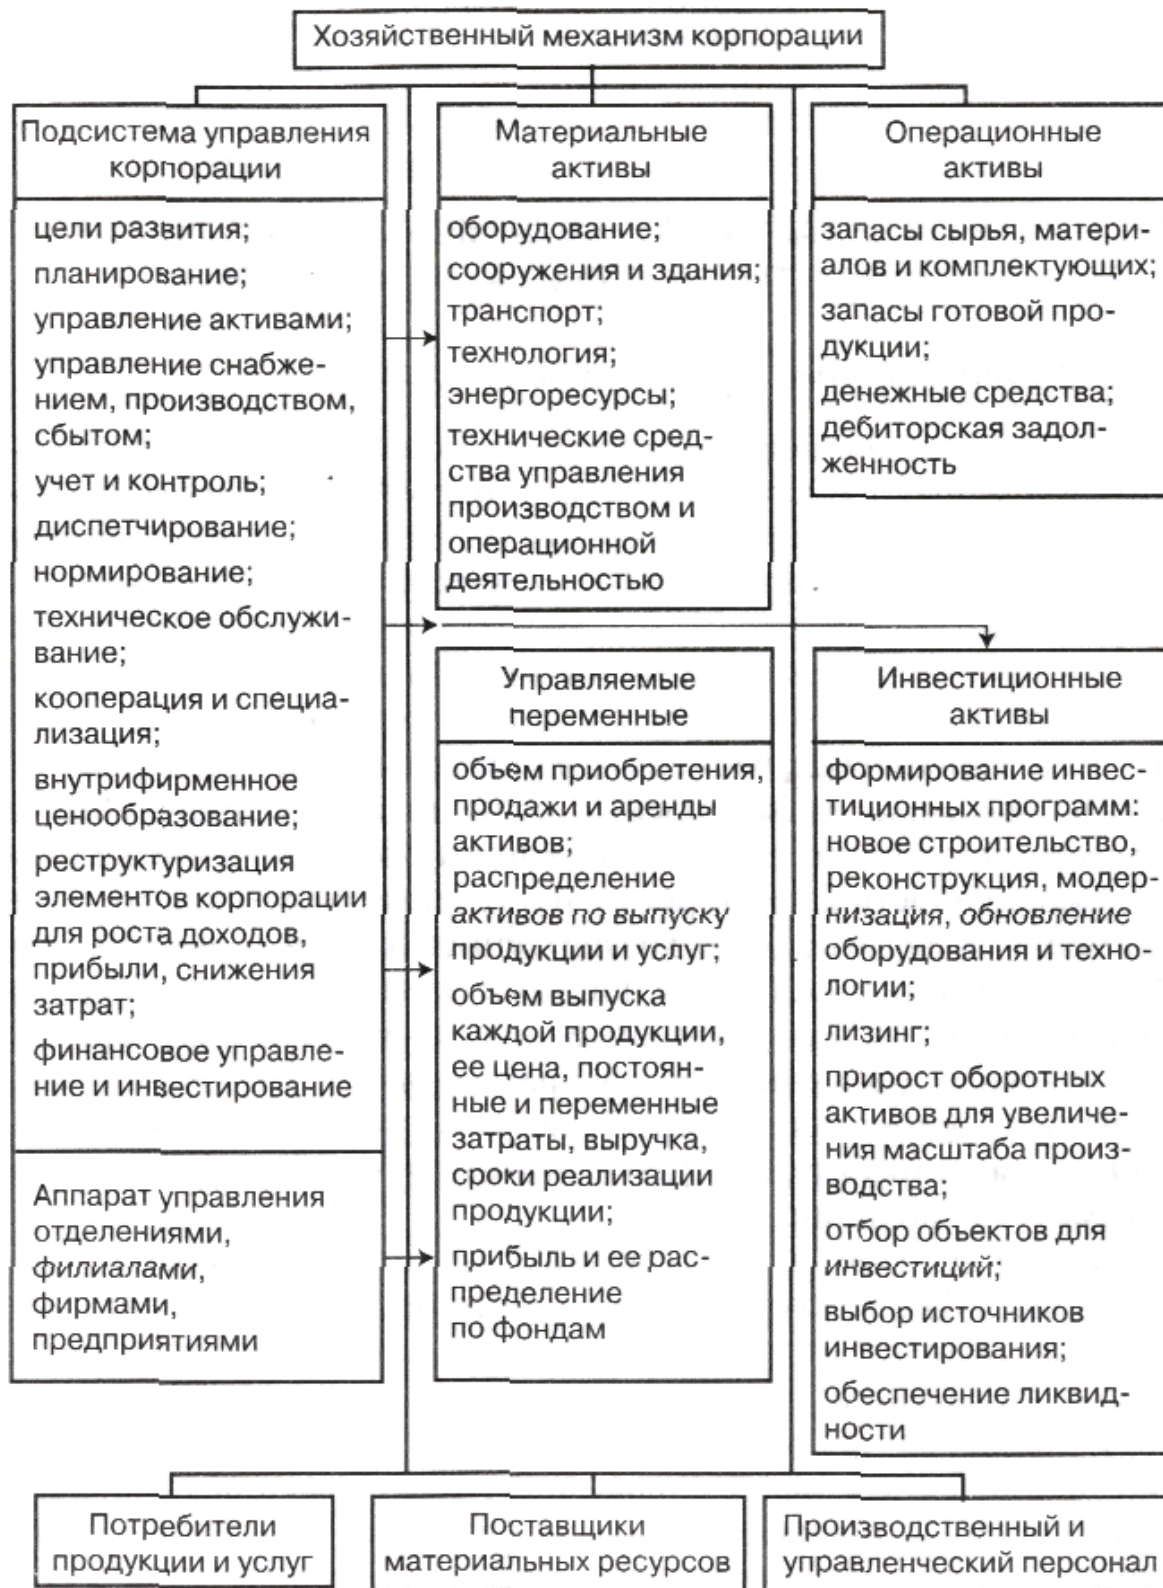 Хозяйственный механизм корпорации
Подсистема управления
корпорации
цели развития;
планирование;
управление активами;
управление снабже-
нием, производством,
сбытом;
учет и контроль;
диспетчирование;
нормирование;
техническое обслужи-
вание;
кооперация и специа-
лизация;
внутрифирменное
ценообразование;
реструктуризация
элементов корпорации
для роста доходов,
прибыли, снижения
затрат;
финансовое управле-
ние и инвестирование
Аппарат управления
отделениями,
филиалами,
фирмами,
предприятиями
Материальные
активы
оборудование;
сооружения и здания;
транспорт;
технология;
энергоресурсы;
технические сред-
ства управления
производством и
операционной
деятельностью
Операционные
активы
запасы сырья, матери-
алов и комплектующих;
запасы готовой про-
дукции;
денежные средства;
дебиторская задол-
женность
Управляемые
переменные
объем приобретения,
продажи и аренды
активов;
распределение
активов по выпуску
продукции и услуг;
объем выпуска
каждой продукции,
ее цена, постоян-
ные и переменные
затраты, выручка,
сроки реализации
продукции;
прибыль и ее рас-
пределение
по фондам
Инвестиционные
активы
формирование инвес-
тиционных программ:
новое строительство,
реконструкция, модер-
низация, обновление
оборудования и техно-
логии;
лизинг;
прирост оборотных
активов для увеличе-
ния масштаба произ-
водства;
отбор объектов для
инвестиций;
выбор источников
инвестирования;
обеспечение ликвид-
ности
Потребители
продукции и услуг
Поставщики
материальных ресурсов
Производственный и
управленческий персонал